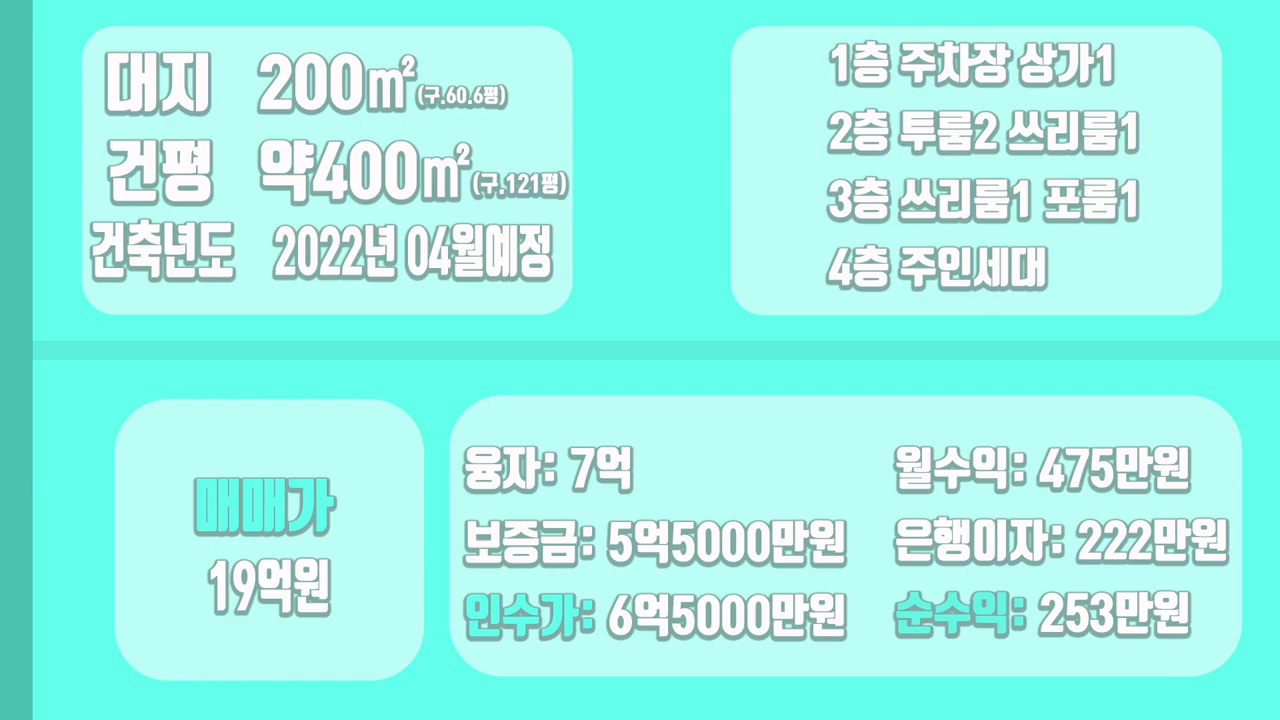 대지 200㎡(구.60.6평)
건평 약400㎡(구.121평)
건축년도 2022년 04월예정
1층 주차장 상가1
2층 투룸2 쓰리룸1
3층 쓰리룸1 포룸1
4층 주인세대
매매가
19억원
융자: 7억
보증금: 5억5000만원
인수가: 6억5000만원
월수익: 475만원
은행이자: 222만원
순수익: 253만원